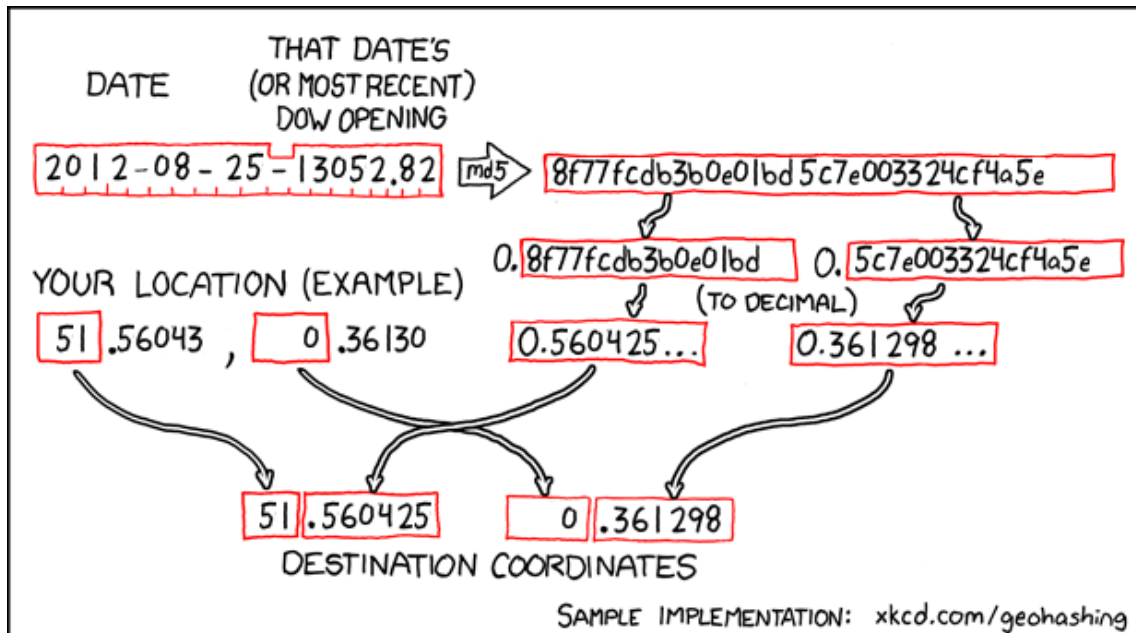 DATE
THAT DATE'S
(OR MOST RECENT)
DOW OPENING
2012-08-25-13052.82
md5
8f77fcdb3b0e01bd5c7e003324cf4a5e
0.8f77fcdb3b0e01bd
0.5c7e003324cf4a5e
(TO DECIMAL)
YOUR LOCATION (EXAMPLE)
51.56043, 0.36130
0.560425...
0.361298...
51.560425
0.361298
DESTINATION COORDINATES
SAMPLE IMPLEMENTATION: xkcd.com/geohashing